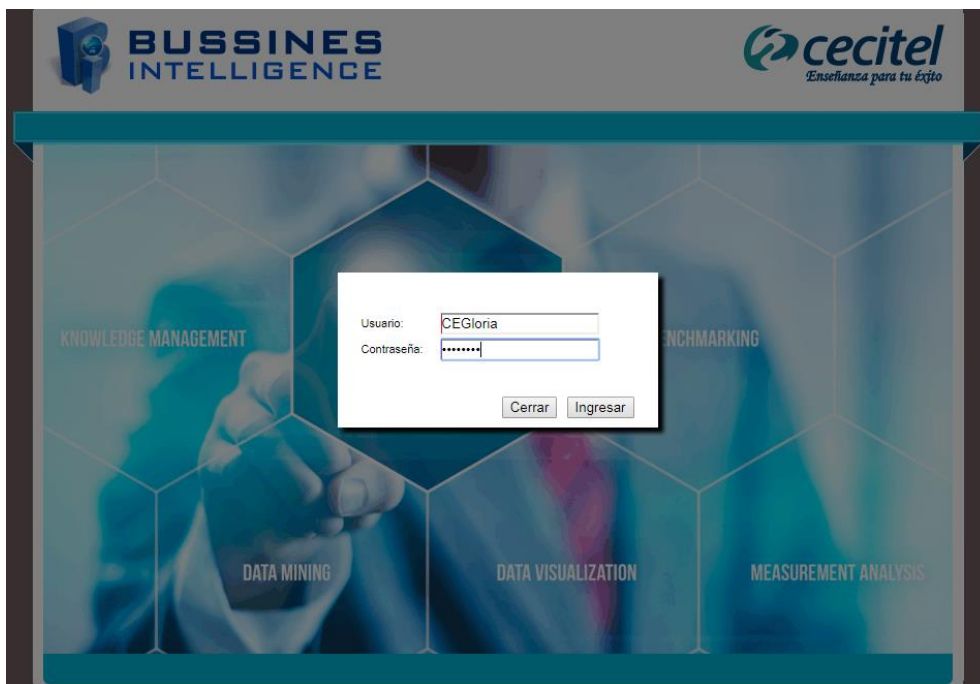 BUSSINES
INTELLIGENCE
cecitel
Enseñanza para tu éxito
KNOWLEDGE MANAGEMENT
NCHMARKING
Usuario: CEGloria
Contraseña: ••••••••
Cerrar Ingresar
DATA MINING
DATA VISUALIZATION
MEASUREMENT ANALYSIS